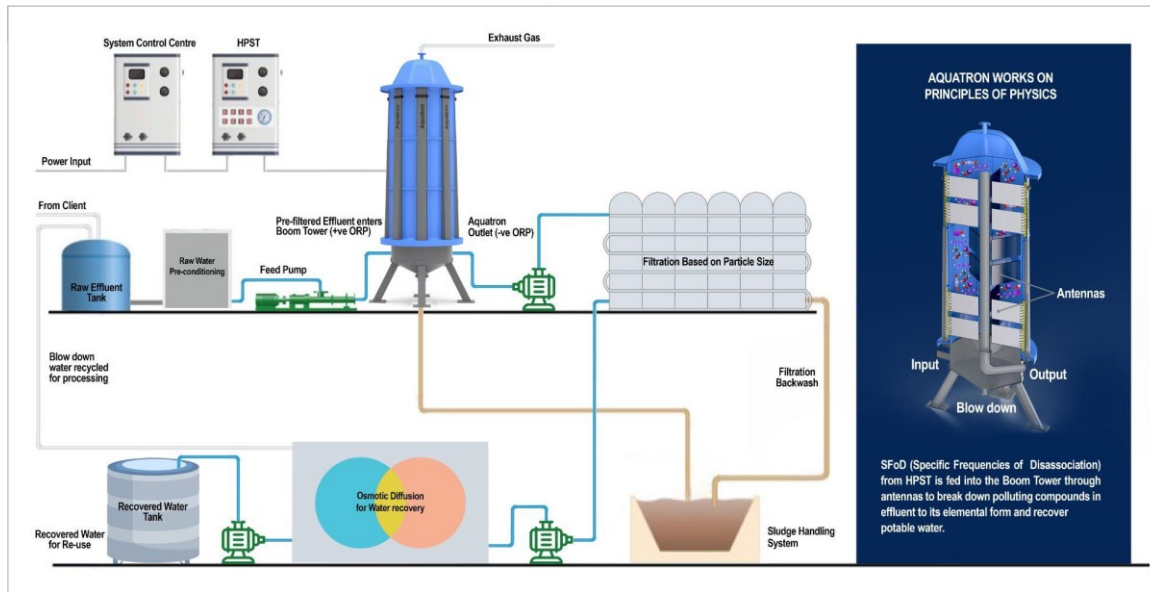 System Control Centre
HPST
Exhaust Gas
Power Input
Aquatron
Aquatron
Aquatron
From Client
Pre-filtered Effluent enters
Boom Tower (+ve ORP)
Aquatron
Outlet (-ve ORP)
Raw Effluent
Tank
Raw Water
Pre-conditioning
Feed Pump
Filtration Based on Particle Size
Blow down
water recycled
for processing
Filtration
Backwash
Recovered Water
Tank
Recovered Water
for Re-use
Osmotic Diffusion
for Water recovery
Sludge Handling
System
AQUATRON WORKS ON
PRINCIPLES OF PHYSICS
Antennas
Input
Output
Blow down
SFoD (Specific Frequencies of Disassociation)
from HPST is fed into the Boom Tower through
antennas to break down polluting compounds in
effluent to its elemental form and recover
potable water.